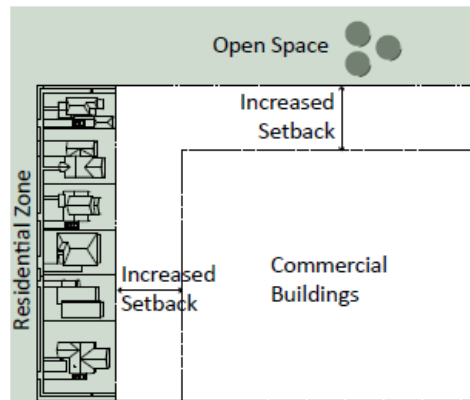 Open Space
Increased
Setback
Residential Zone
Increased
Setback
Commercial
Buildings